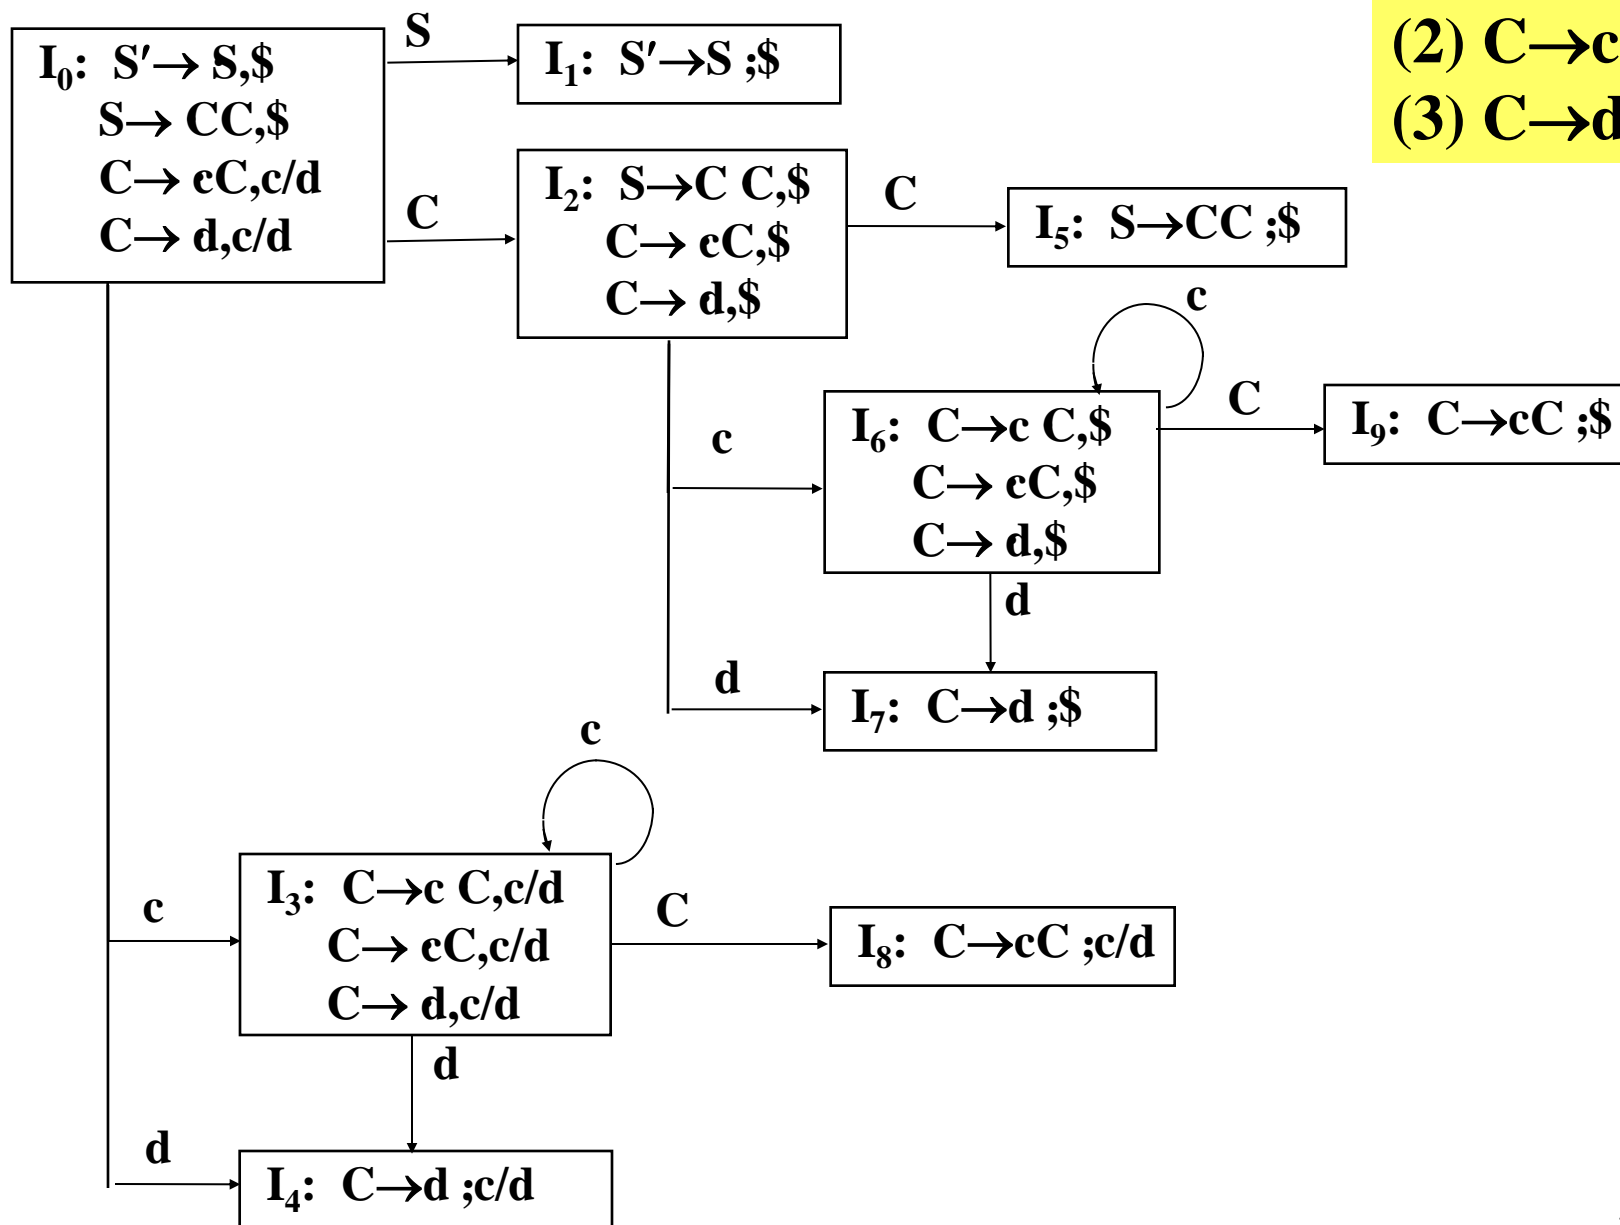 S
I₀: S′→ S,$
S→ CC,$
C→ cC,c/d
C→ d,c/d
I₁: S′→S ;$
(2) C→c
(3) C→d
C
I₂: S→C C,$
C→ cC,$
C→ d,$
C
I₅: S→CC ;$
c
c
I₆: C→c C,$
C→ cC,$
C→ d,$
C
I₉: C→cC ;$
d
d
I₇: C→d ;$
c
c
I₃: C→c C,c/d
C→ cC,c/d
C→ d,c/d
C
I₈: C→cC ;c/d
d
d
I₄: C→d ;c/d